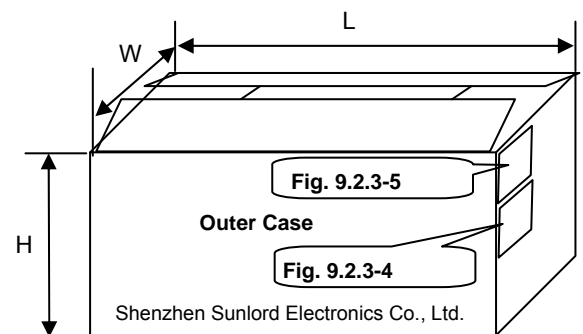 L
W
Fig. 9.2.3-5
Outer Case
H
Fig. 9.2.3-4
Shenzhen Sunlord Electronics Co., Ltd.